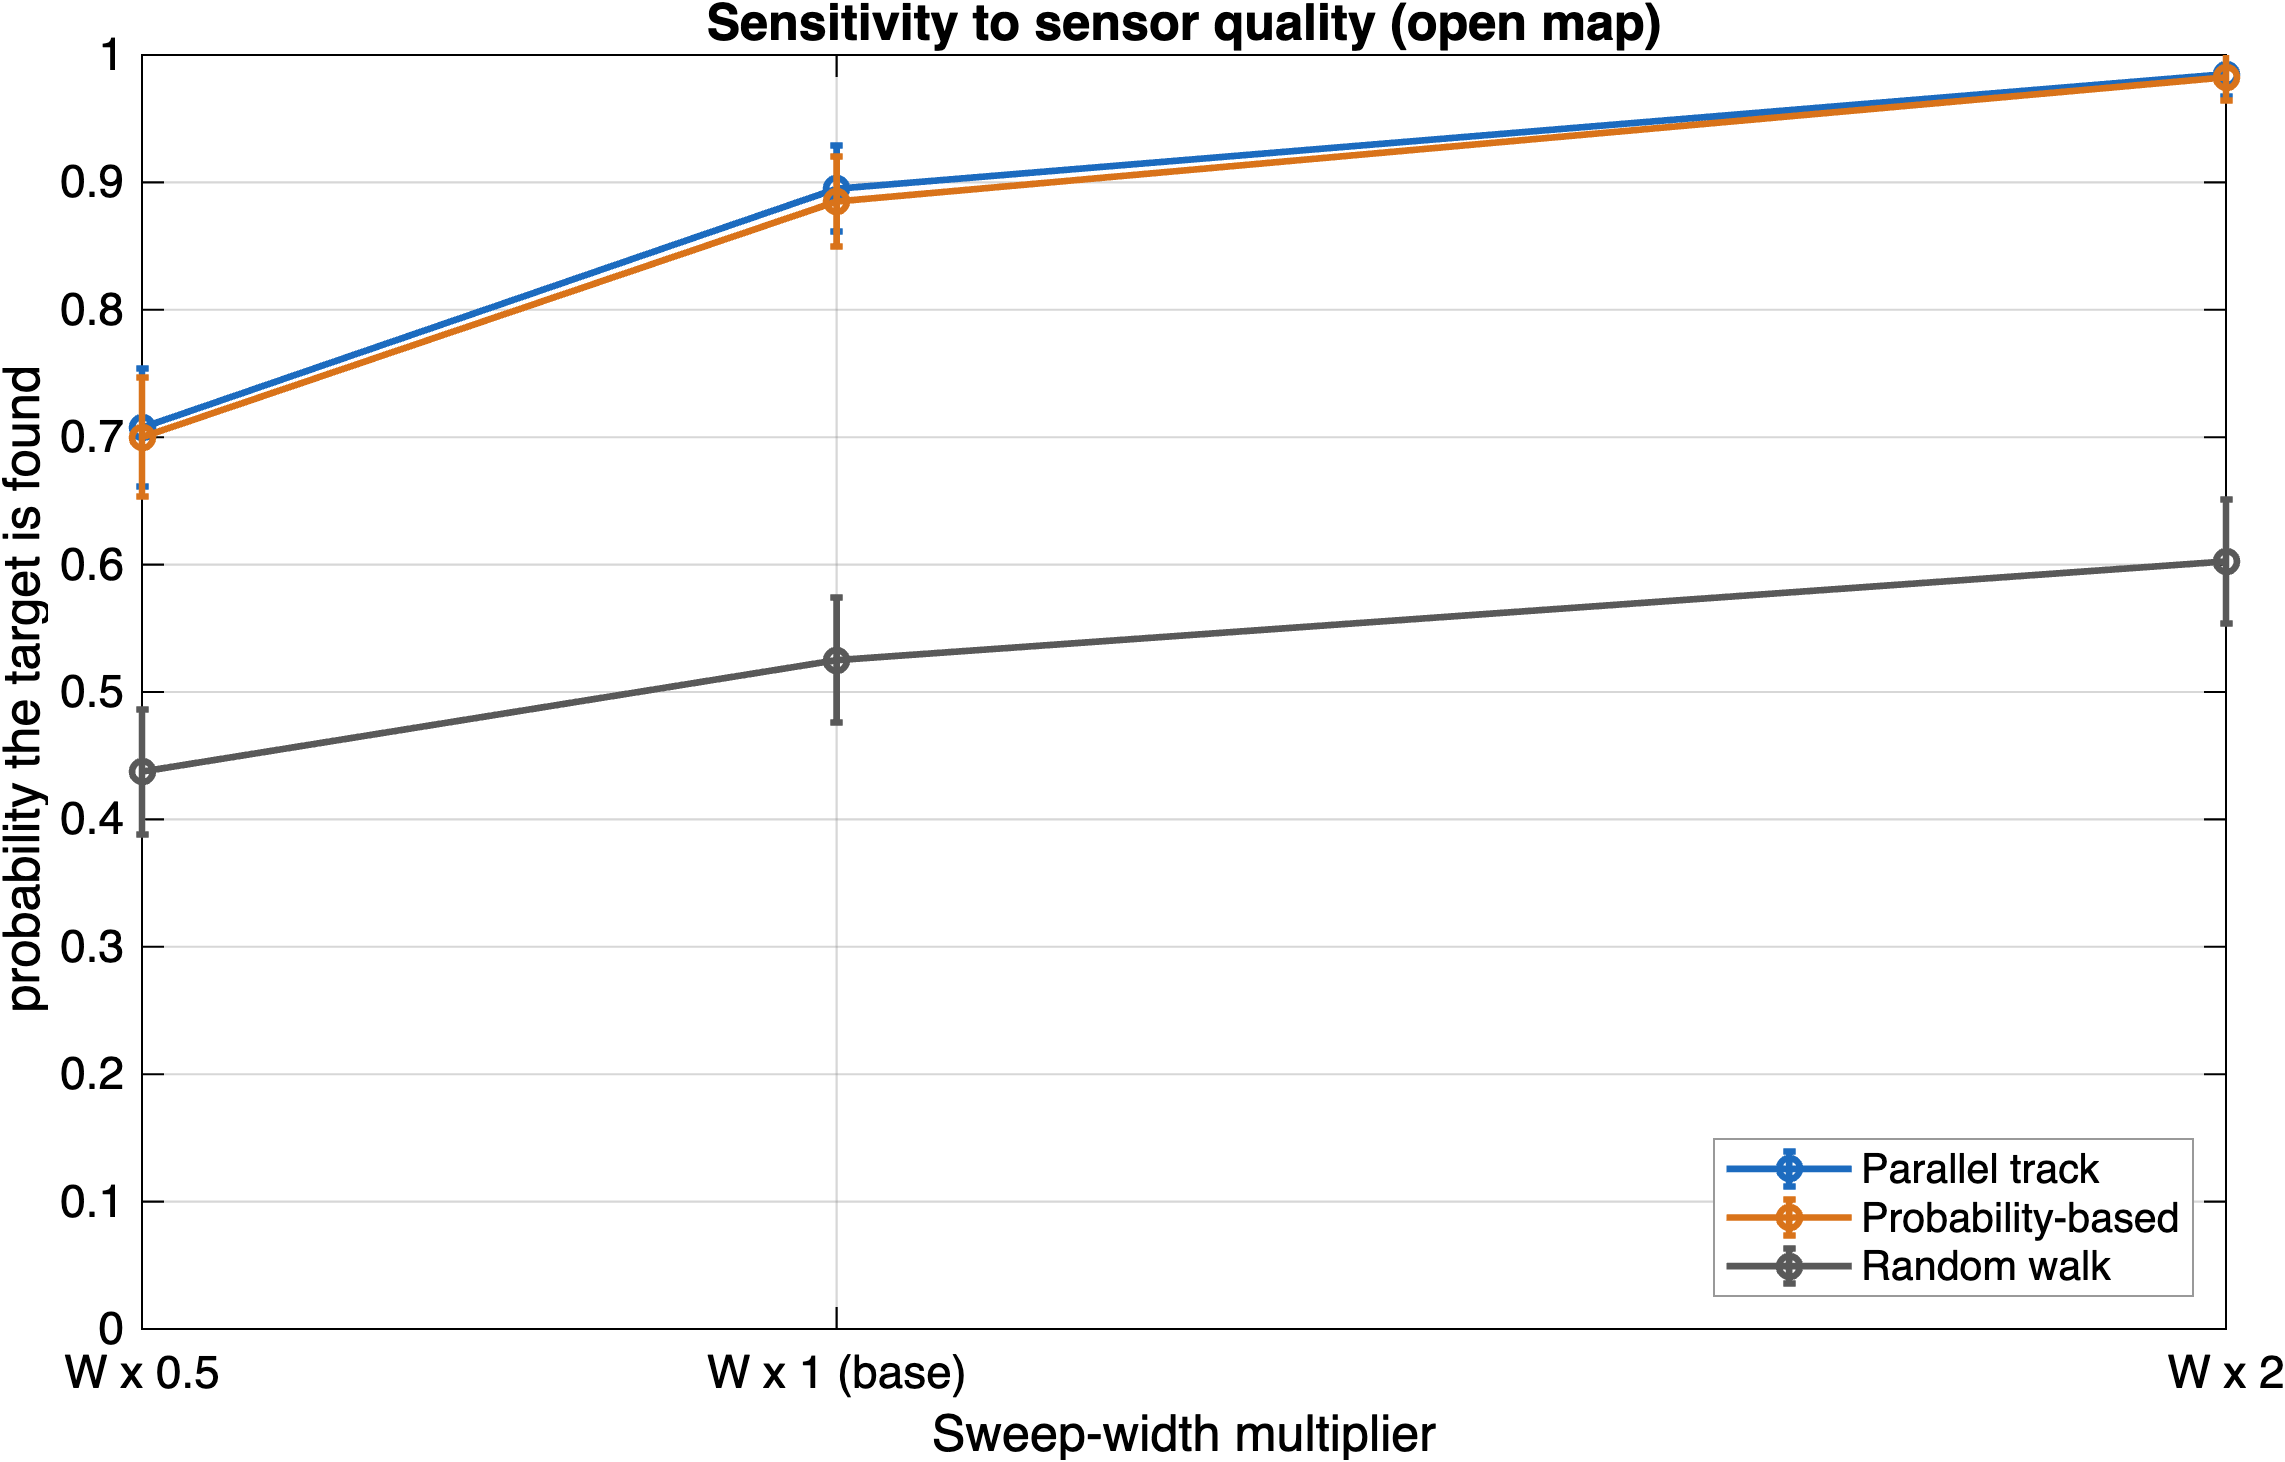 Sensitivity to sensor quality (open map)
1
0.9
0.8
0.7
0.6
0.5
0.4
0.3
0.2
0.1
0
probability the target is found
Parallel track
Probability-based
Random walk
W x 0.5
W x 1 (base)
W x 2
Sweep-width multiplier